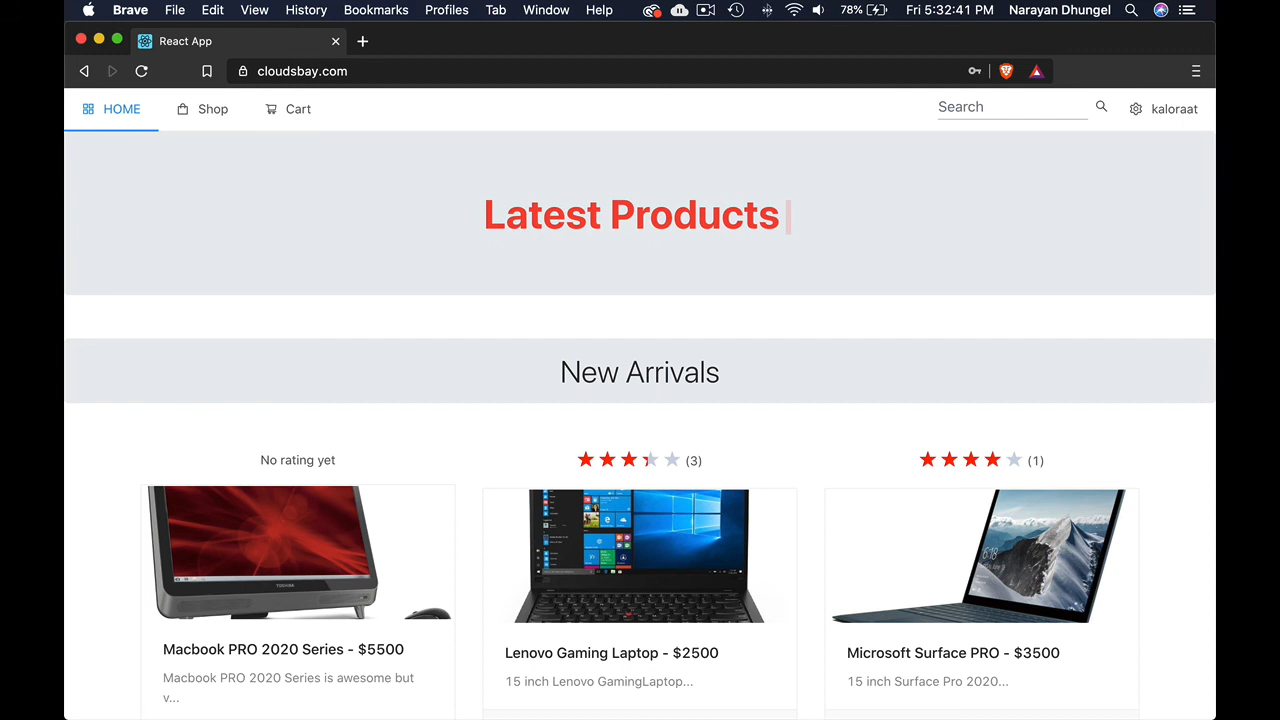 Brave File Edit View History Bookmarks Profiles Tab Window Help 78% Fri 5:32:41 PM Narayan Dhungel
React App
cloudsbay.com
HOME Shop Cart Search kaloraat
Latest Products
New Arrivals
No rating yet (3) (1)
TOSHIBA
6:18
Macbook PRO 2020 Series - $5500
Lenovo Gaming Laptop - $2500
Microsoft Surface PRO - $3500
Macbook PRO 2020 Series is awesome but
v...
15 inch Lenovo GamingLaptop...
15 inch Surface Pro 2020...